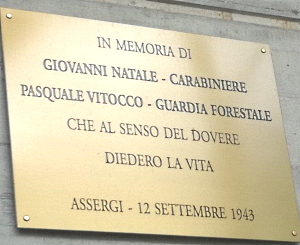 IN MEMORIA DI
GIOVANNI NATALE - CARABINIERE
PASQUALE VITOCCO - GUARDIA FORESTALE
CHE AL SENSO DEL DOVERE
DIEDERO LA VITA
ASSERGI - 12 SETTEMBRE 1943